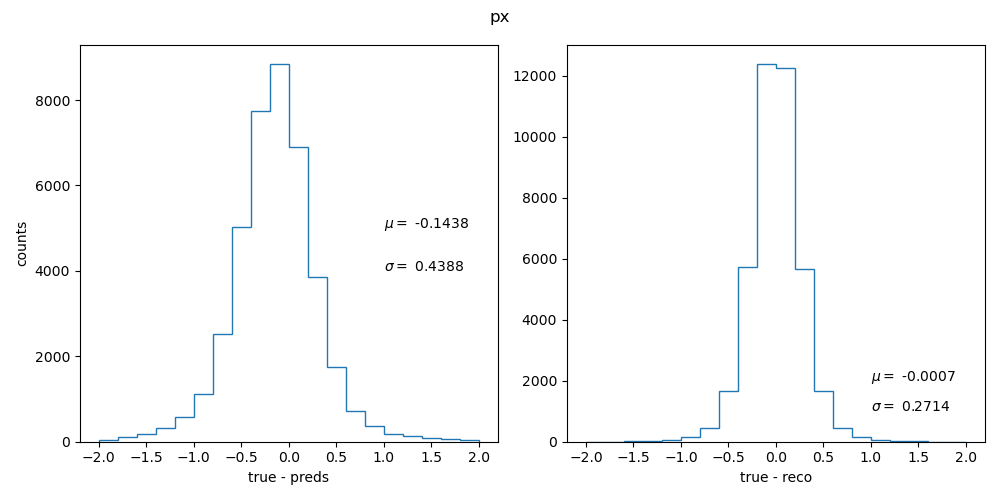 px
8000
6000
4000
2000
0
counts
μ = -0.1438
σ = 0.4388
−2.0 −1.5 −1.0 −0.5 0.0 0.5 1.0 1.5 2.0
true - preds
12000
10000
8000
6000
4000
2000
0
μ = -0.0007
σ = 0.2714
−2.0 −1.5 −1.0 −0.5 0.0 0.5 1.0 1.5 2.0
true - reco